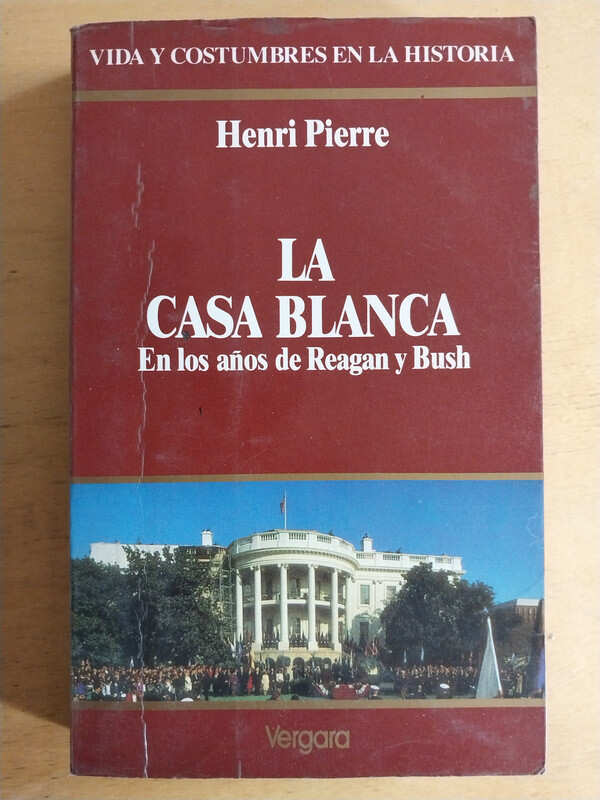 VIDA Y COSTUMBRES EN LA HISTORIA
Henri Pierre
LA
CASA BLANCA
En los años de Reagan y Bush
Vergara